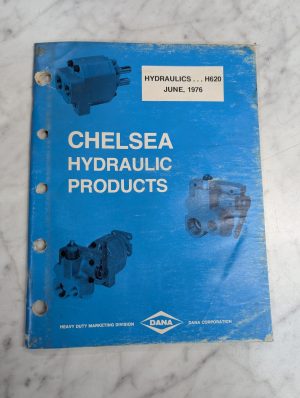 HYDRAULICS . . . H620
JUNE, 1976
CHELSEA
HYDRAULIC
PRODUCTS
HEAVY DUTY MARKETING DIVISION
DANA
DANA CORPORATION